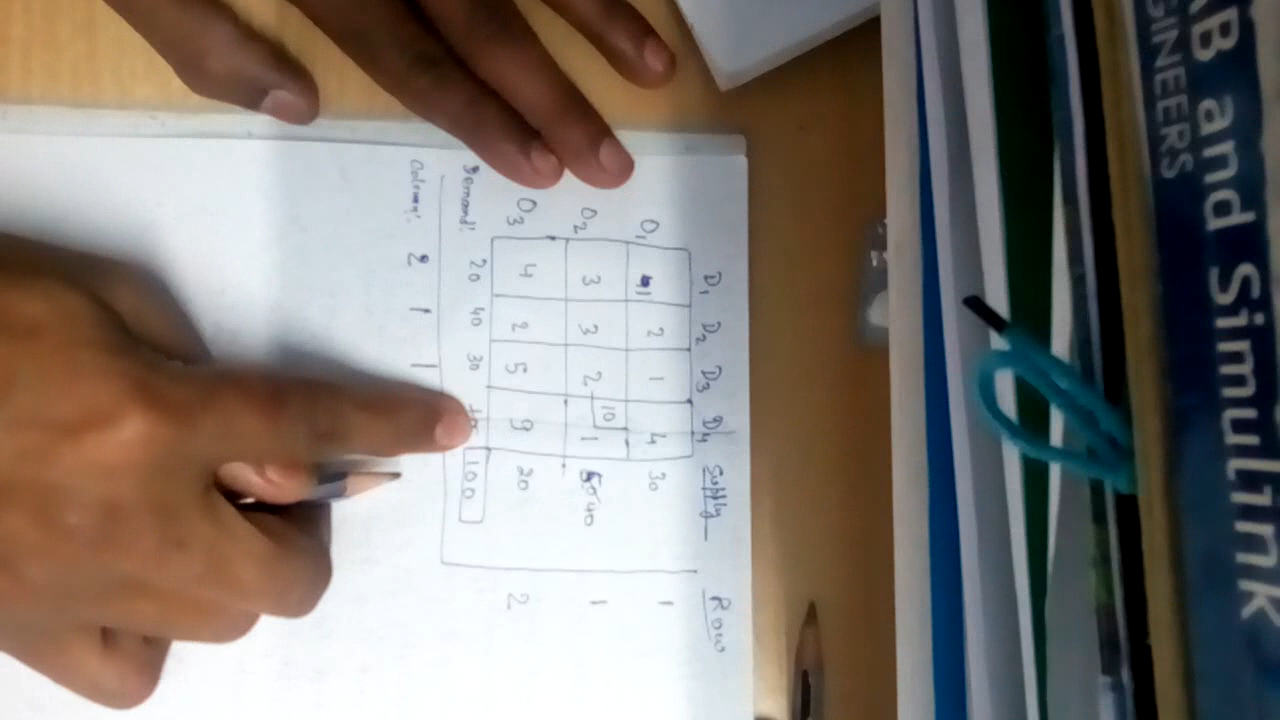 D1 D2 D3 D4 Supply Row
O1 1 2 1 4 30 1
O2 3 3 2 10 1 50 40 1
O3 4 2 5 9 20 2
Demand: 20 40 30 100
Column: 2 1 1
AB and Simulink
GINEERS